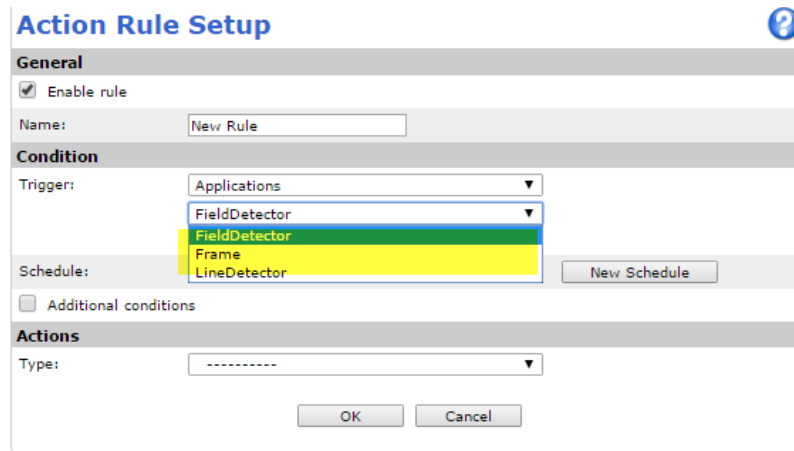 Action Rule Setup
General
Enable rule
Name: New Rule
Condition
Trigger: Applications
FieldDetector
FieldDetector
Frame
Schedule: LineDetector New Schedule
Additional conditions
Actions
Type: ----------
OK Cancel